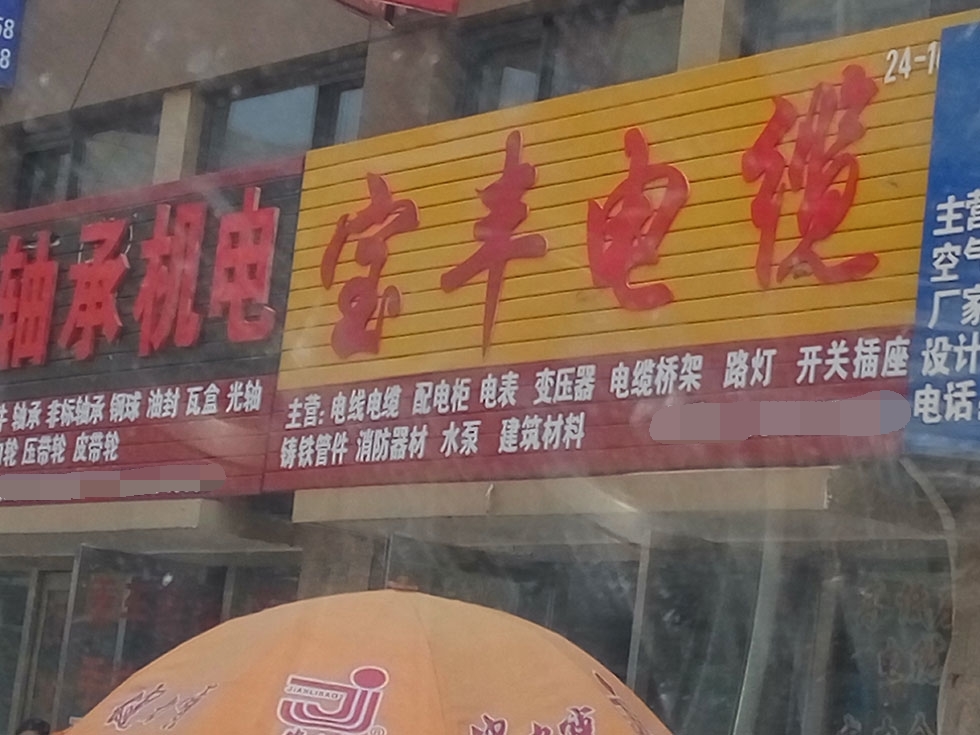 58
8
轴承机电
轴承 非标轴承 钢球 油封 瓦盒 光轴
轮 压带轮 皮带轮
24-1
宝丰电缆
主营: 电线电缆 配电柜 电表 变压器 电缆桥架 路灯 开关插座
铸铁管件 消防器材 水泵 建筑材料
主营
空气
厂家
设计
电话
JIANLIBAO